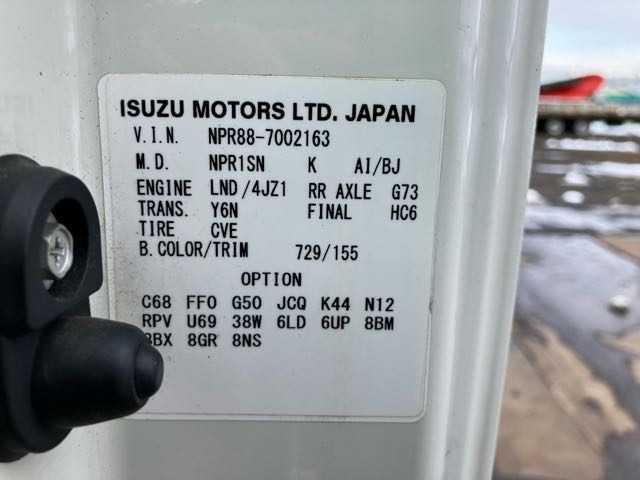 ISUZU MOTORS LTD. JAPAN
V.I.N. NPR88-7002163
M.D. NPR1SN K AI/BJ
ENGINE LND/4JZ1 RR AXLE G73
TRANS. Y6N FINAL HC6
TIRE CVE
B.COLOR/TRIM 729/155
OPTION
C68 FF0 G50 JCQ K44 N12
RPV U69 38W 6LD 6UP 8BM
8GR 8NS